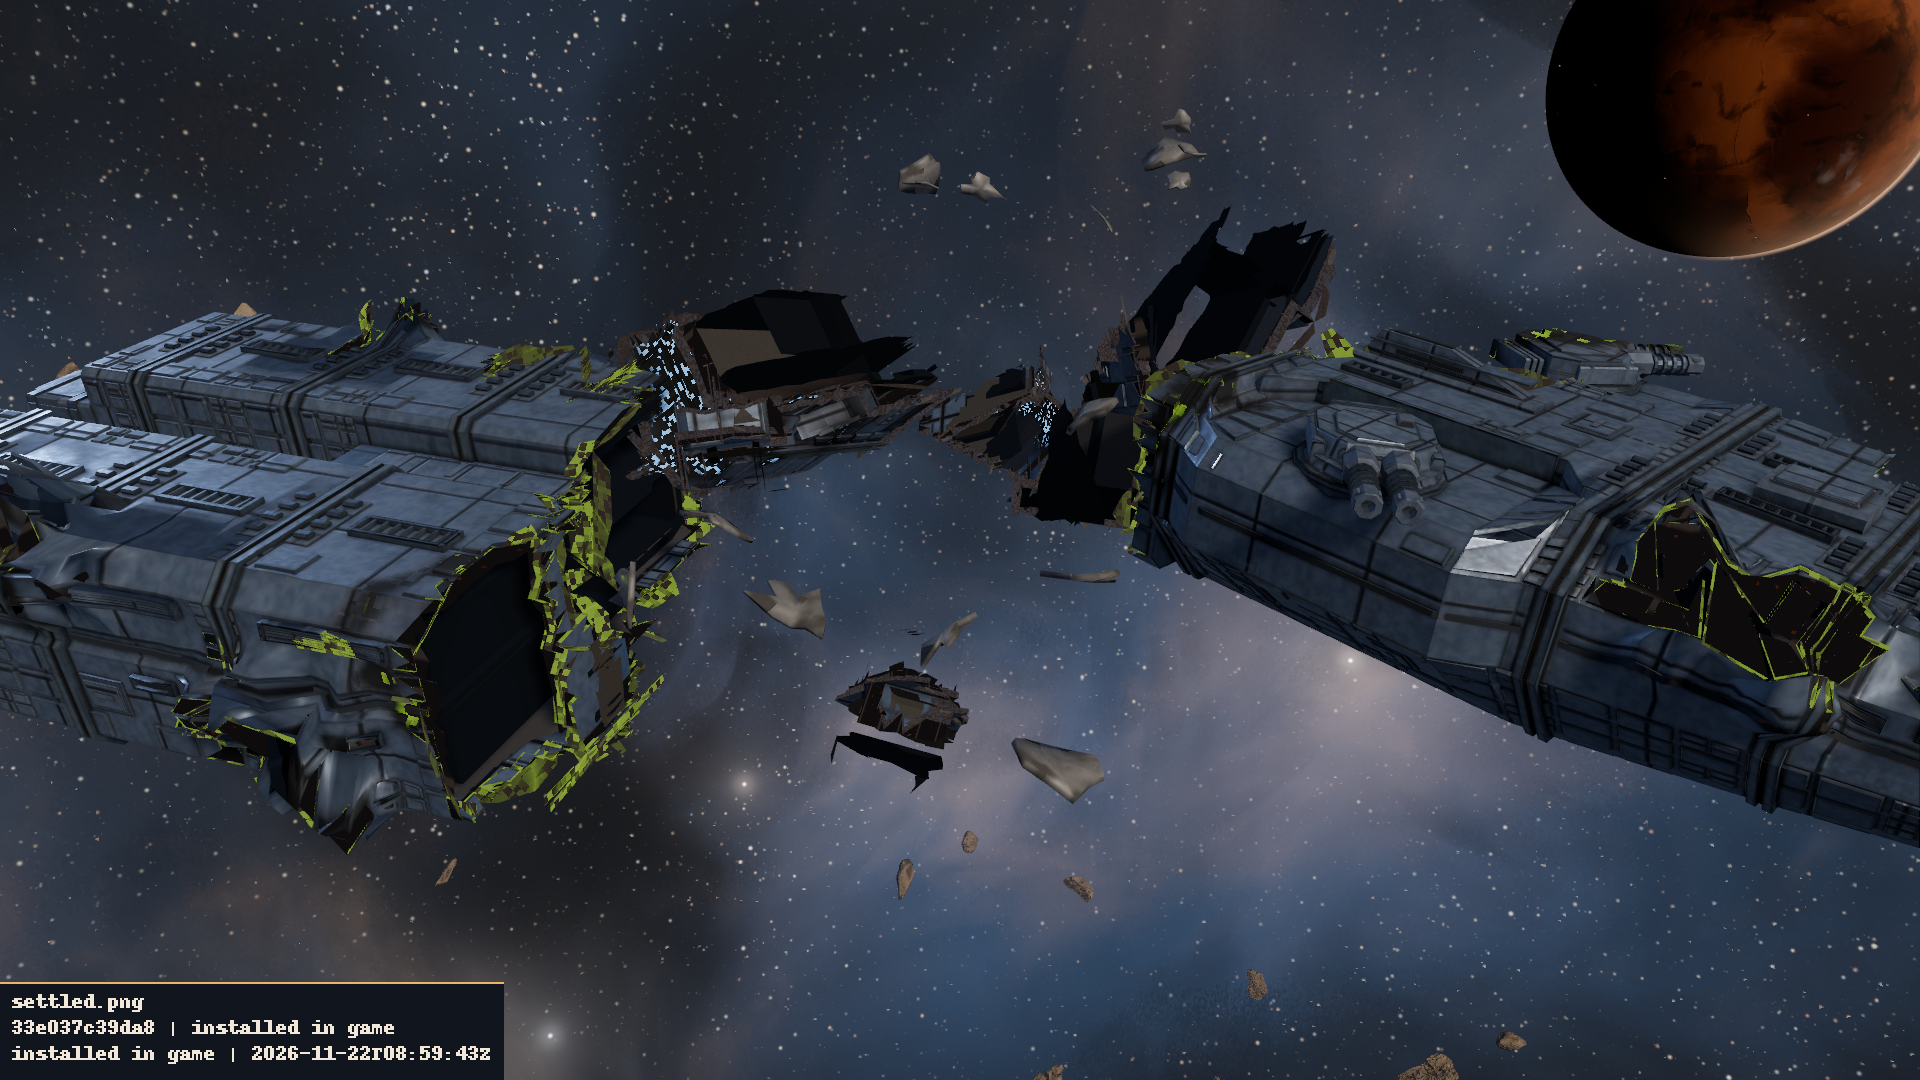 settled.png
33e037c39da8 | installed in game
installed in game | 2026-11-22T08:59:43Z